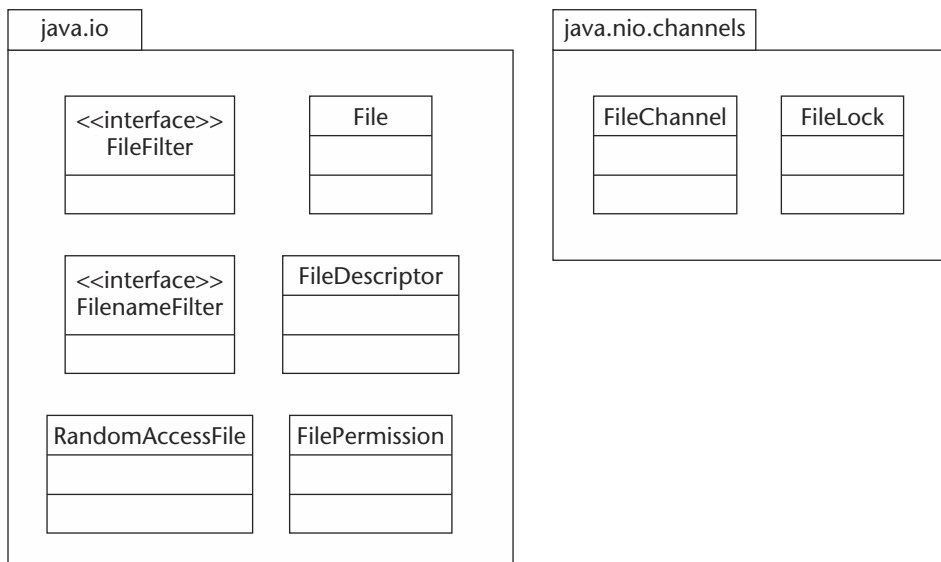 java.io
<<interface>>
FileFilter
File
<<interface>>
FilenameFilter
FileDescriptor
RandomAccessFile
FilePermission
java.nio.channels
FileChannel
FileLock